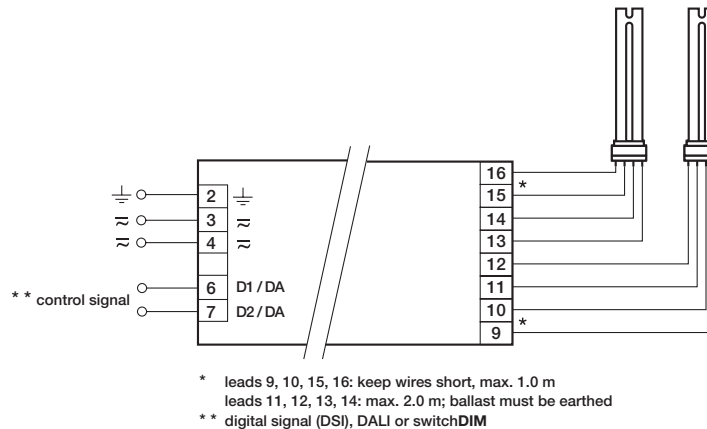 16
* 
15
2
3
14
4
13
12
6 D1 / DA
11
* * control signal
7 D2 / DA
10
*
9
* leads 9, 10, 15, 16: keep wires short, max. 1.0 m
leads 11, 12, 13, 14: max. 2.0 m; ballast must be earthed
* * digital signal (DSI), DALI or switchDIM